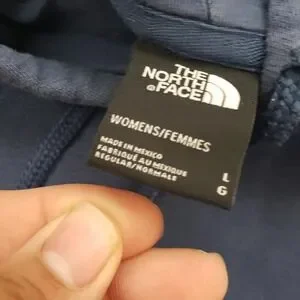 THE
NORTH
FACE
WOMENS/FEMMES
MADE IN MEXICO
FABRIQUÉ AU MEXIQUE
REGULAR/NORMALE
L
G